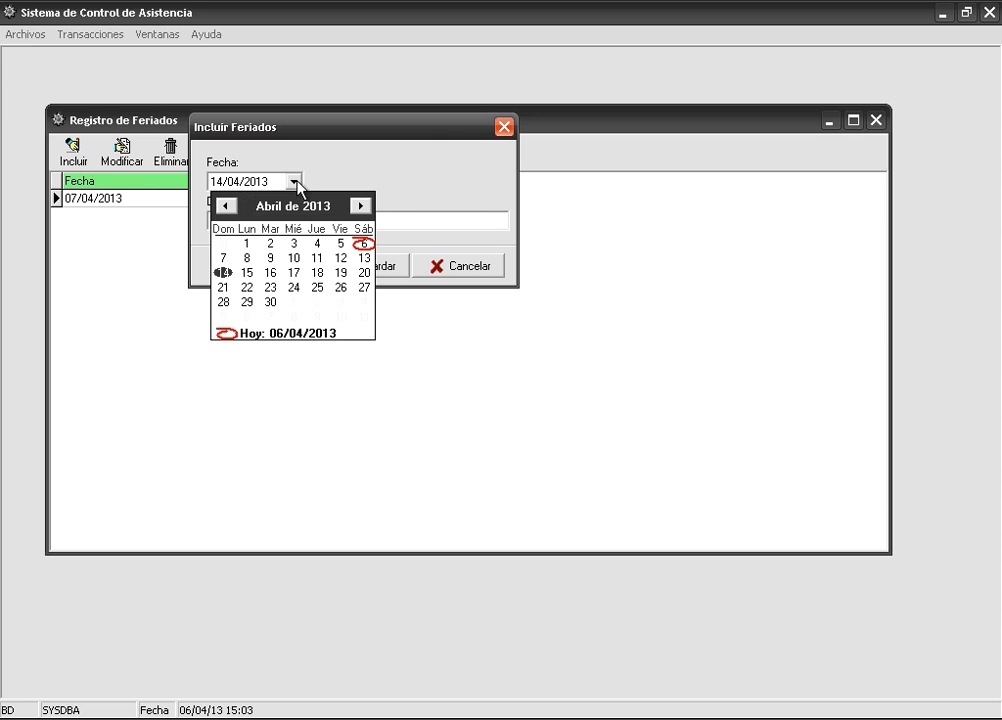 Sistema de Control de Asistencia
Archivos Transacciones Ventanas Ayuda
Registro de Feriados
Incluir Modificar
Fecha
07/04/2013
Incluir Feriados
Fecha:
14/04/2013
Abril de 2013
Dom Lun Mar Mié Jue Vie Sáb
1 2 3 4 5 6
7 8 9 10 11 12 13
14 15 16 17 18 19 20
21 22 23 24 25 26 27
28 29 30
Hoy: 06/04/2013
Cancelar
BD SYSDBA Fecha 06/04/13 15:03